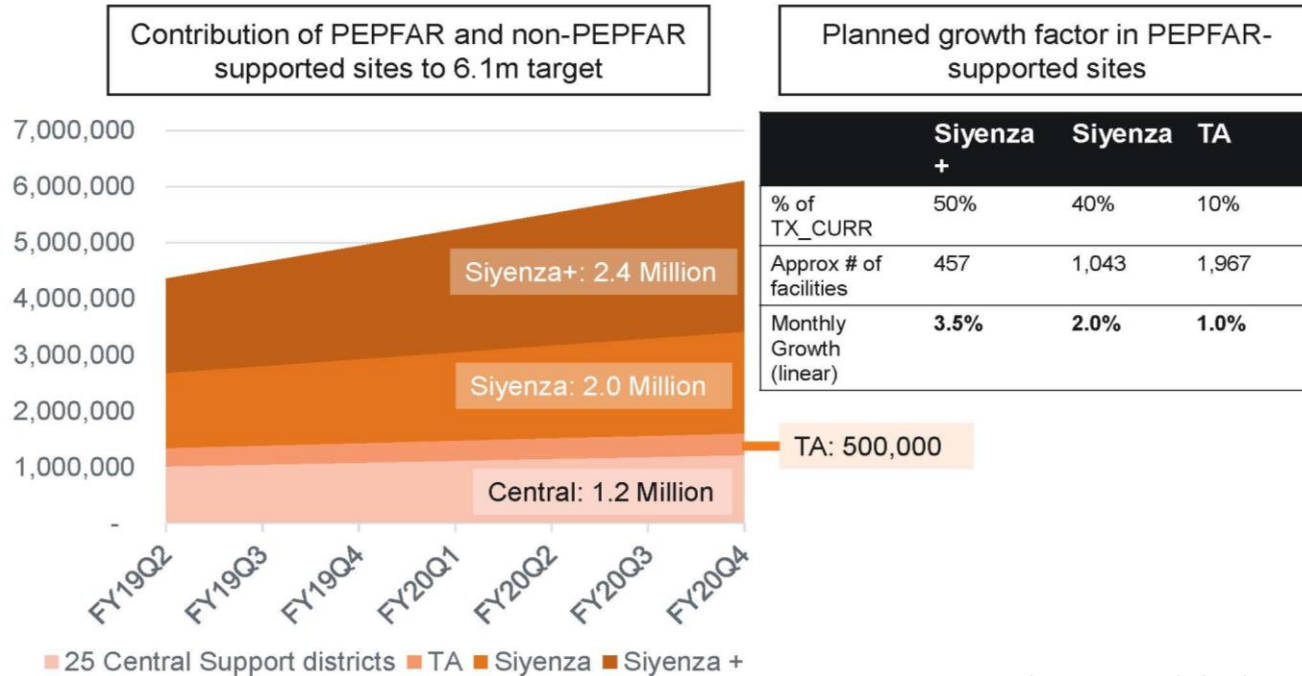 Contribution of PEPFAR and non-PEPFAR
supported sites to 6.1m target
7,000,000
6,000,000
5,000,000
4,000,000
3,000,000
2,000,000
1,000,000
-
Siyenza+: 2.4 Million
Siyenza: 2.0 Million
TA: 500,000
Central: 1.2 Million
FY19Q2
FY19Q3
FY19Q4
FY20Q1
FY20Q2
FY20Q3
FY20Q4
25 Central Support districts TA Siyenza Siyenza +
Planned growth factor in PEPFAR-
supported sites
Siyenza
+
Siyenza
TA
% of
TX_CURR
50% 40% 10%
Approx # of
facilities
457 1,043 1,967
Monthly
Growth
(linear)
3.5% 2.0% 1.0%